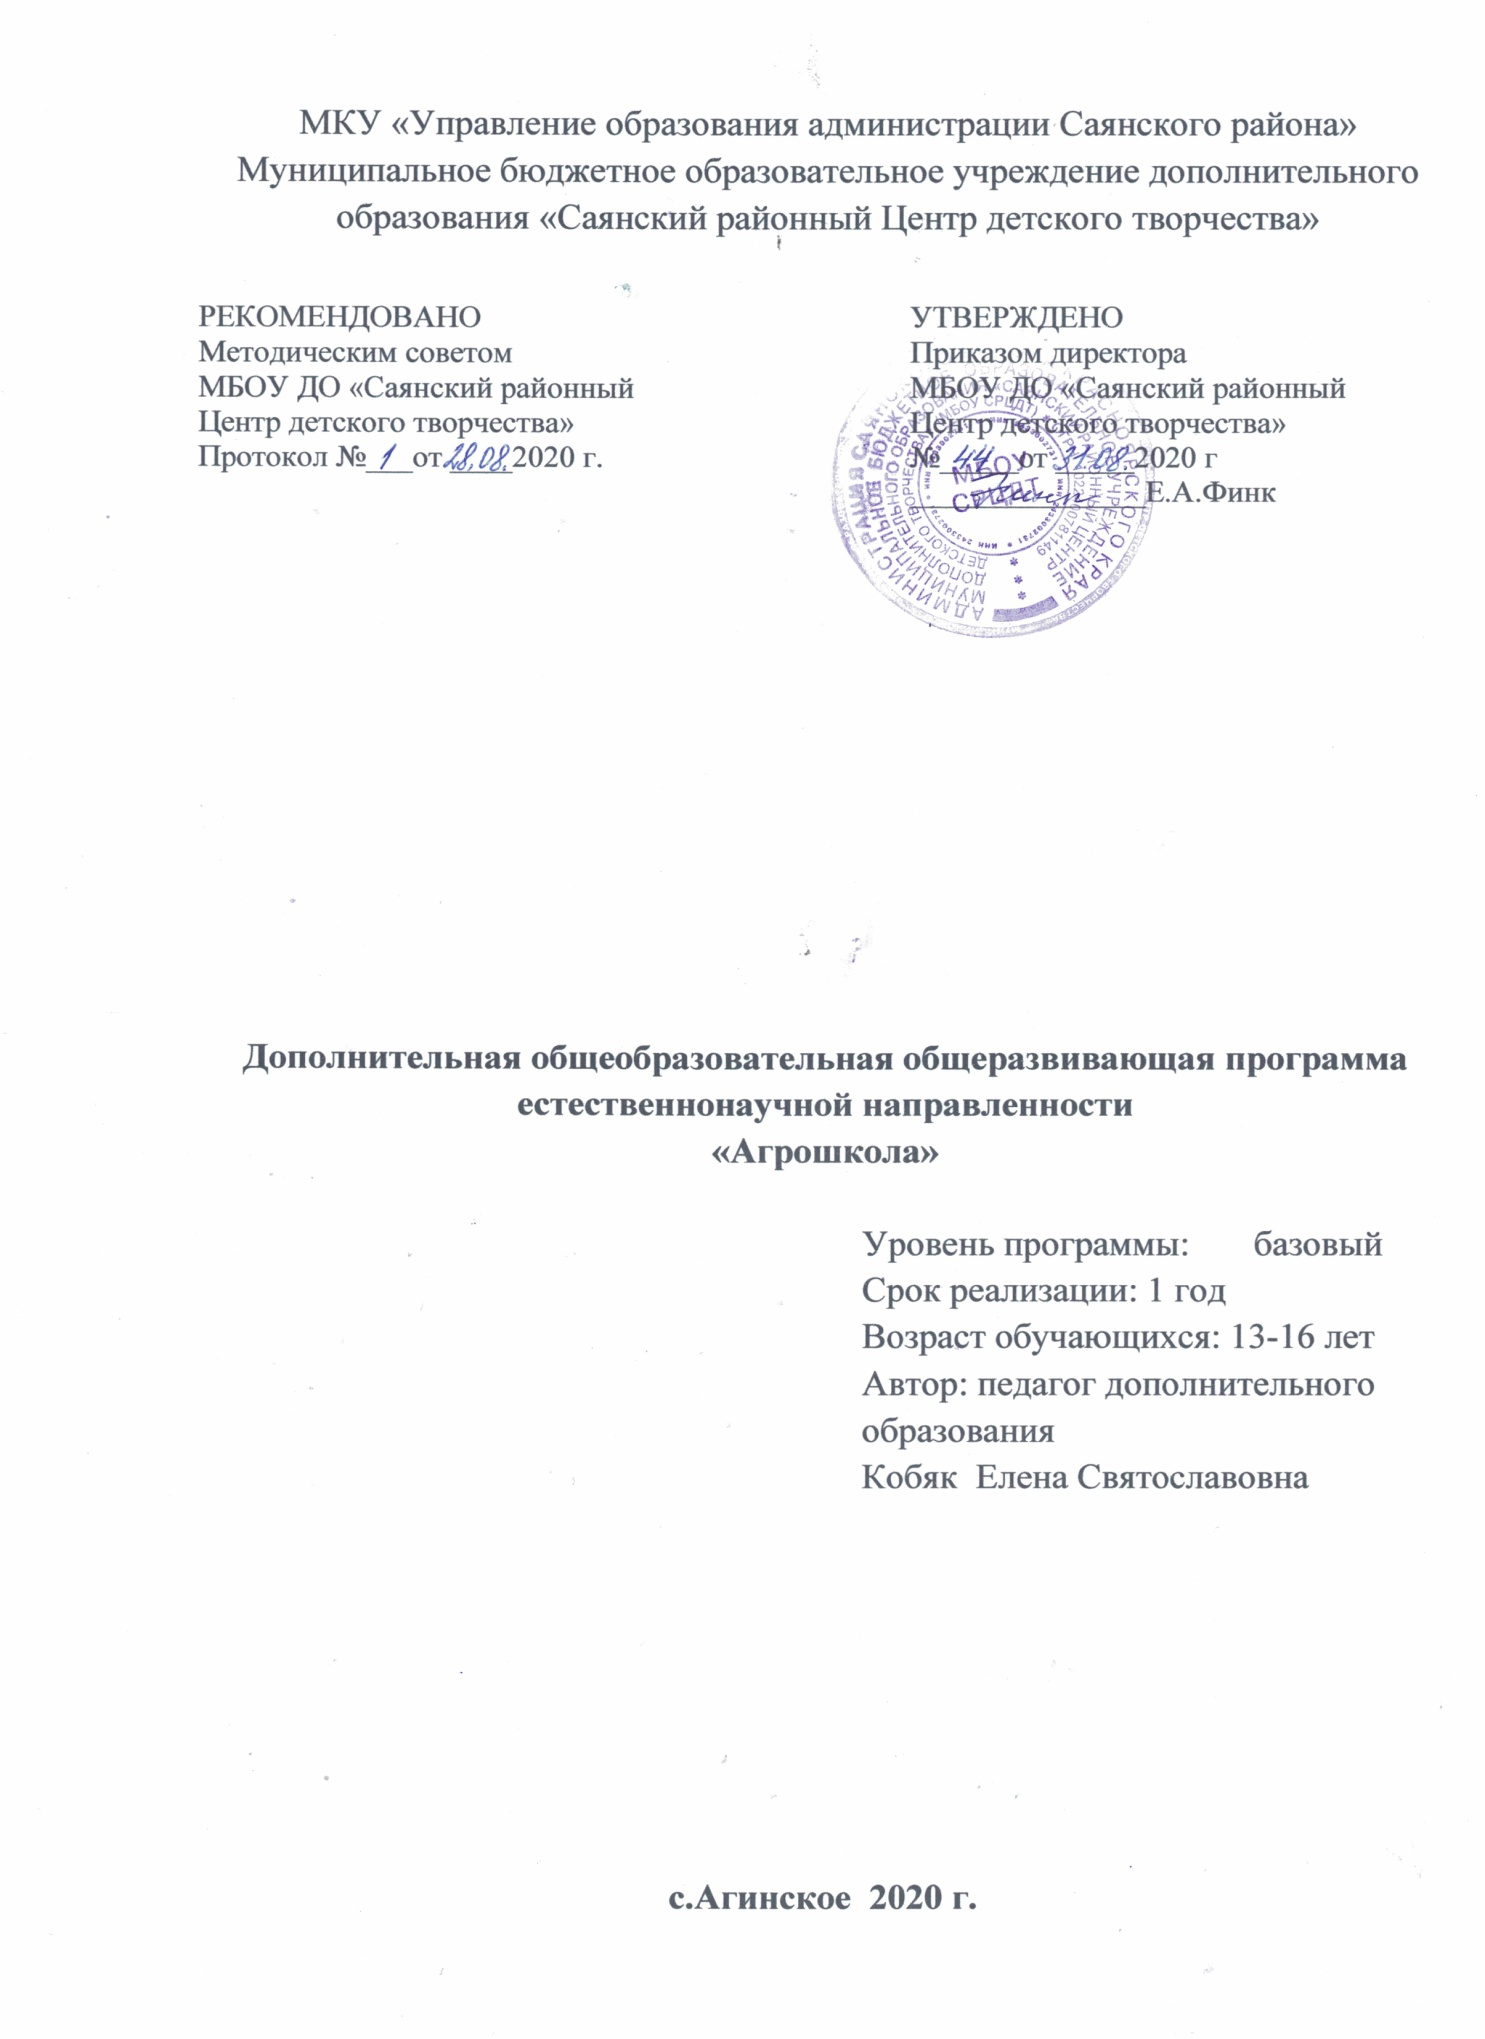 МКУ «Управление образования администрации Саянского района»
Муниципальное бюджетное образовательное учреждение дополнительного
образования «Саянский районный Центр детского творчества»
РЕКОМЕНДОВАНО
Методическим советом
МБОУ ДО «Саянский районный
Центр детского творчества»
Протокол №1 от 28.08.2020 г.
УТВЕРЖДЕНО
Приказом директора
МБОУ ДО «Саянский районный
Центр детского творчества»
№ 44 от 31.08.2020 г
Е.А.Финк
МБОУ
СРЦДТ
Дополнительная общеобразовательная общеразвивающая программа
естественнонаучной направленности
«Агрошкола»
Уровень программы: базовый
Срок реализации: 1 год
Возраст обучающихся: 13-16 лет
Автор: педагог дополнительного
образования
Кобяк Елена Святославовна
с.Агинское 2020 г.